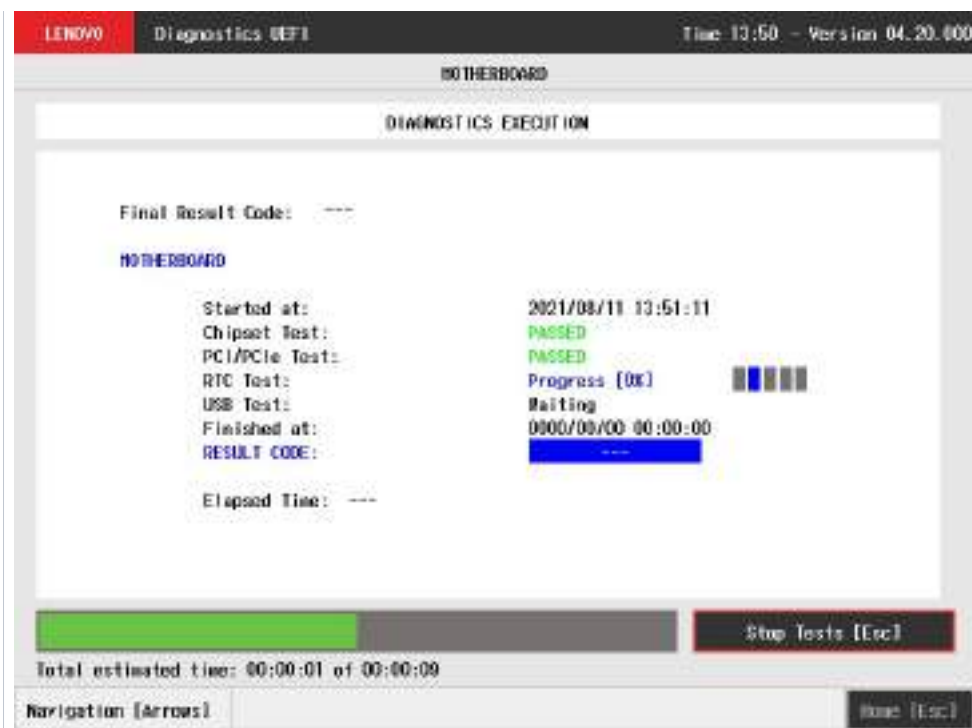 LENOVO Diagnostics UEFI Time 13:50 - Version 04.20.000
MOTHERBOARD
DIAGNOSTICS EXECUTION
Final Result Code: ---
MOTHERBOARD
Started at: 2021/08/11 13:51:11
Chipset Test: PASSED
PCI/PCIe Test: PASSED
RTC Test: Progress [0%]
USB Test: Waiting
Finished at: 0000/00/00 00:00:00
RESULT CODE: ---
Elapsed Time: ---
Stop Tests [Esc]
Total estimated time: 00:00:01 of 00:00:09
Navigation [Arrows] Home [Esc]